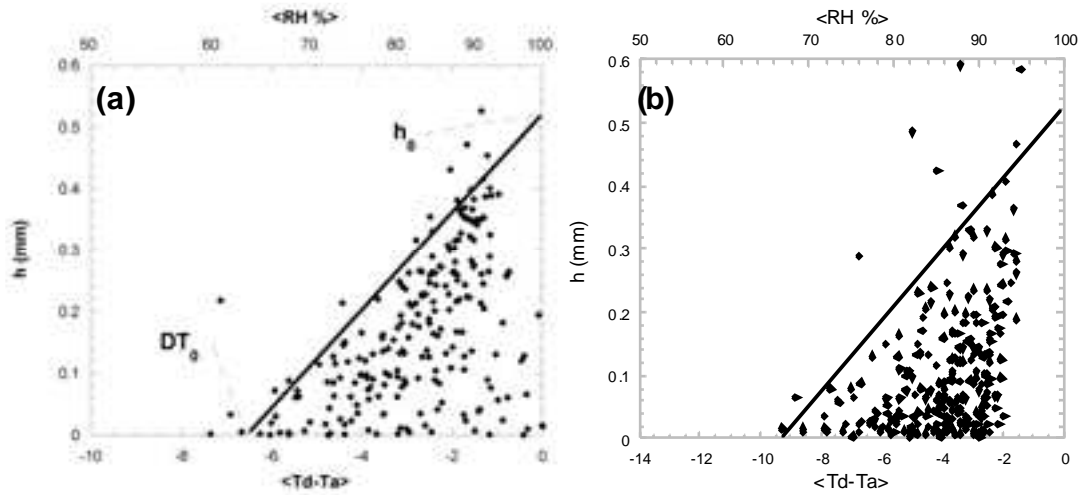 <RH %>
50 60 70 80 90 100
0.6
(a)
h0
0.5
0.4
h (mm)
0.3
0.2
DT0
0.1
0
-10 -8 -6 -4 -2 0
<Td-Ta>
<RH %>
50 60 70 80 90 100
0.6
(b)
0.5
0.4
h (mm)
0.3
0.2
0.1
0
-14 -12 -10 -8 -6 -4 -2 0
<Td-Ta>